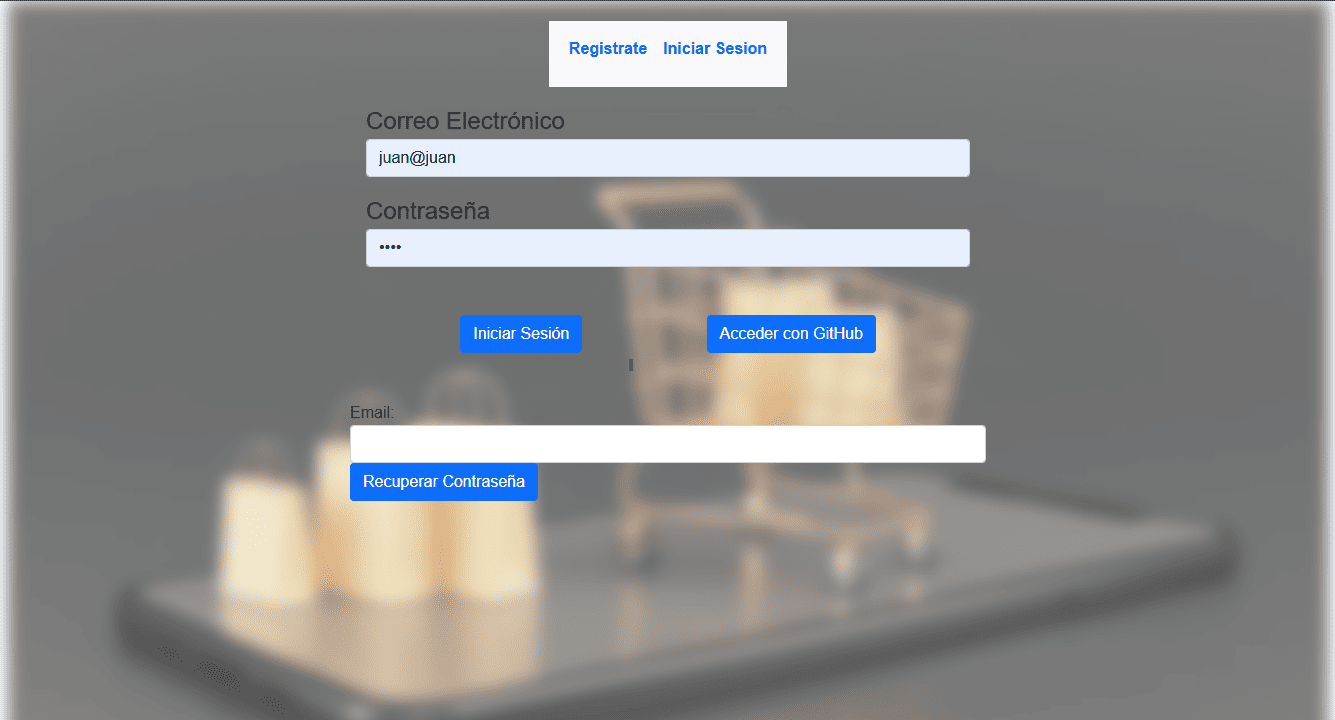 Registrate Iniciar Sesion
Correo Electrónico
juan@juan
Contraseña
••••
Iniciar Sesión Acceder con GitHub
Email:
Recuperar Contraseña